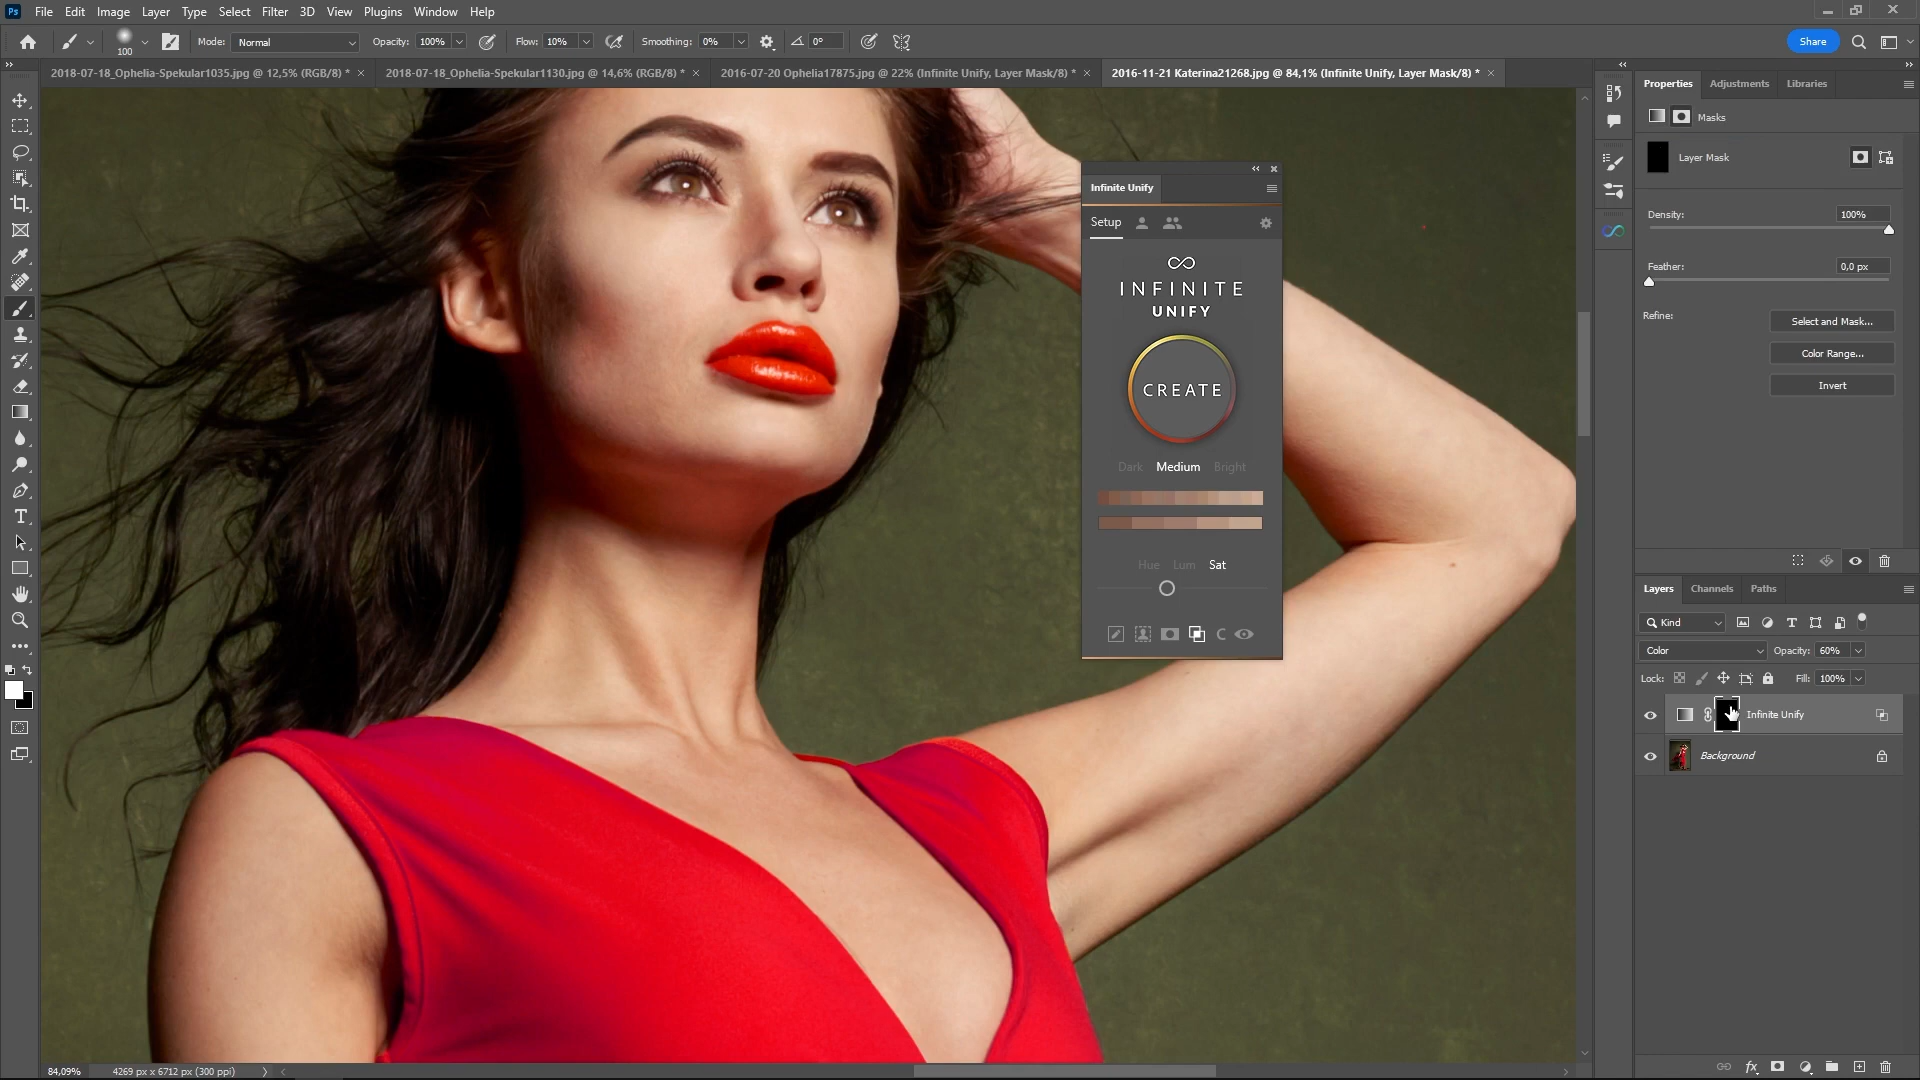 Ps File Edit Image Layer Type Select Filter 3D View Plugins Window Help
100 Mode: Normal Opacity: 100% Flow: 10% Smoothing: 0% 0° Share
2018-07-18_Ophelia-Spekular1035.jpg @ 12,5% (RGB/8) * 2018-07-18_Ophelia-Spekular1130.jpg @ 14,6% (RGB/8) * 2016-07-20 Ophelia17875.jpg @ 22% (Infinite Unify, Layer Mask/8) * 2016-11-21 Katerina21268.jpg @ 84,1% (Infinite Unify, Layer Mask/8) *
Properties Adjustments Libraries
Masks
Layer Mask
Density: 100%
Feather: 0,0 px
Refine: Select and Mask...
Color Range...
Invert
Infinite Unify
Setup
INFINITE
UNIFY
CREATE
Dark Medium Bright
Hue Lum Sat
C
Layers Channels Paths
Kind
Color Opacity: 60%
Lock: Fill: 100%
Infinite Unify
Background
84,09% 4269 px x 6712 px (300 ppi)
fx